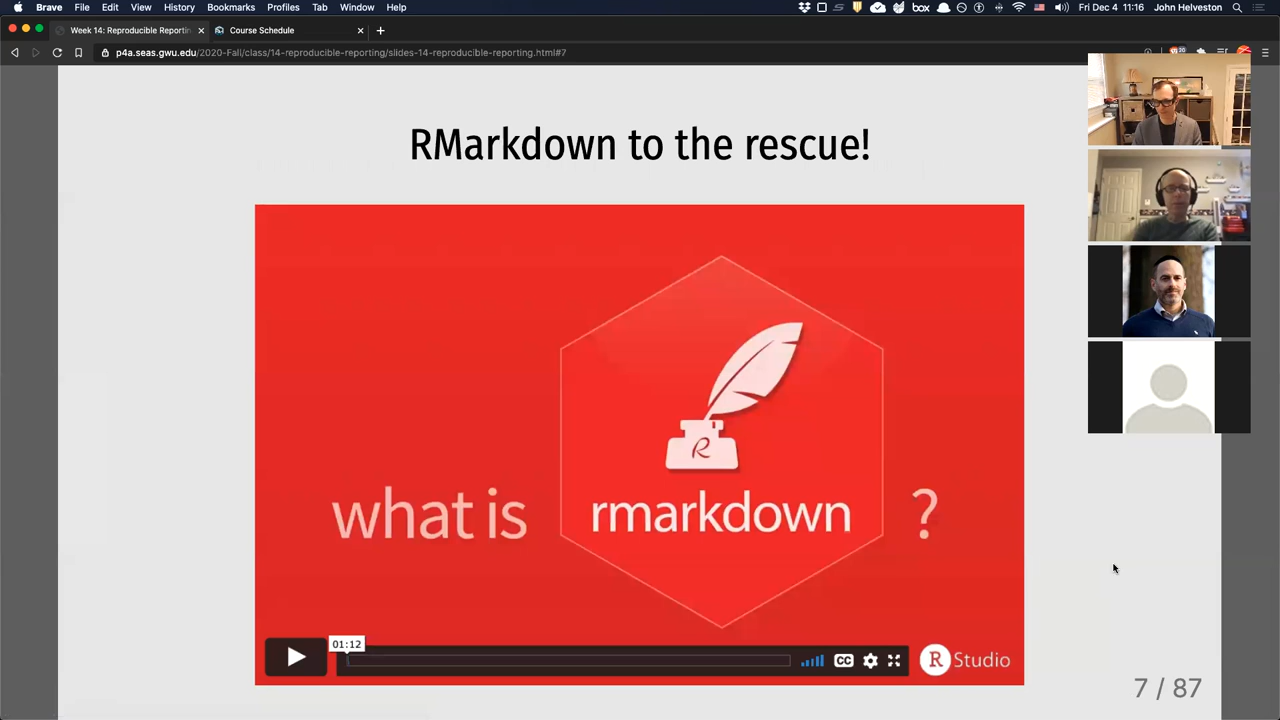 Brave File Edit View History Bookmarks Profiles Tab Window Help box Fri Dec 4 11:16 John Helveston
Week 14: Reproducible Reportin
Course Schedule
p4a.seas.gwu.edu/2020-Fall/class/14-reproducible-reporting/slides-14-reproducible-reporting.html#7
RMarkdown to the rescue!
R
what is rmarkdown ?
01:12
CC
R Studio
7 / 87